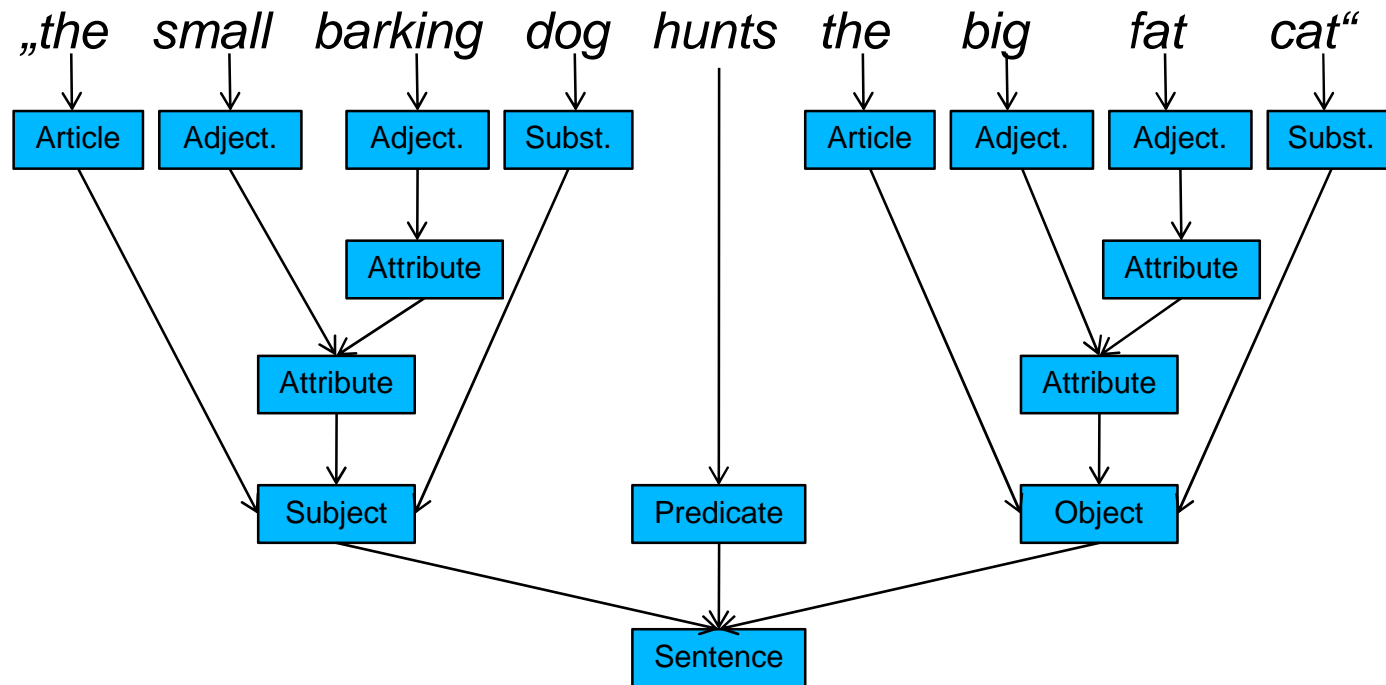 „the small barking dog hunts the big fat cat“
Article Adject. Adject. Subst. Article Adject. Adject. Subst.
Attribute Attribute
Attribute Attribute
Subject Predicate Object
Sentence